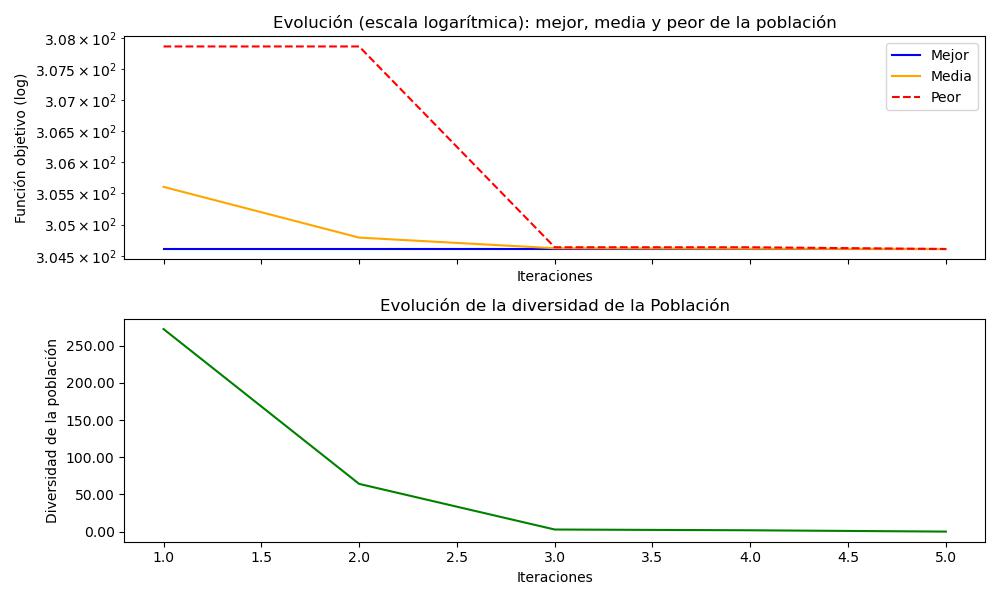 Evolución (escala logarítmica): mejor, media y peor de la población
3.08 × 10²
3.075 × 10²
3.07 × 10²
3.065 × 10²
3.06 × 10²
3.055 × 10²
3.05 × 10²
3.045 × 10²
Función objetivo (log)
Mejor
Media
Peor
Iteraciones
Evolución de la diversidad de la Población
250.00
200.00
150.00
100.00
50.00
0.00
Diversidad de la población
1.0 1.5 2.0 2.5 3.0 3.5 4.0 4.5 5.0
Iteraciones